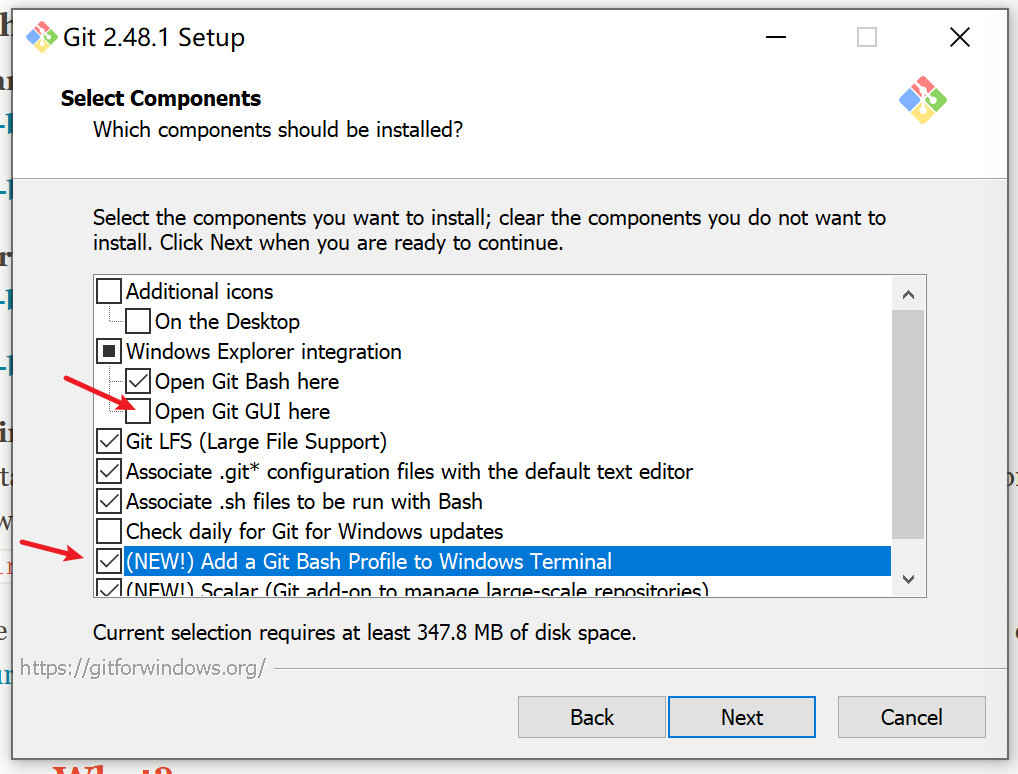 Git 2.48.1 Setup
Select Components
Which components should be installed?
Select the components you want to install; clear the components you do not want to
install. Click Next when you are ready to continue.
Additional icons
On the Desktop
Windows Explorer integration
Open Git Bash here
Open Git GUI here
Git LFS (Large File Support)
Associate .git* configuration files with the default text editor
Associate .sh files to be run with Bash
Check daily for Git for Windows updates
(NEW!) Add a Git Bash Profile to Windows Terminal
(NEW!) Scalar (Git add-on to manage large-scale repositories)
Current selection requires at least 347.8 MB of disk space.
https://gitforwindows.org/
Back
Next
Cancel